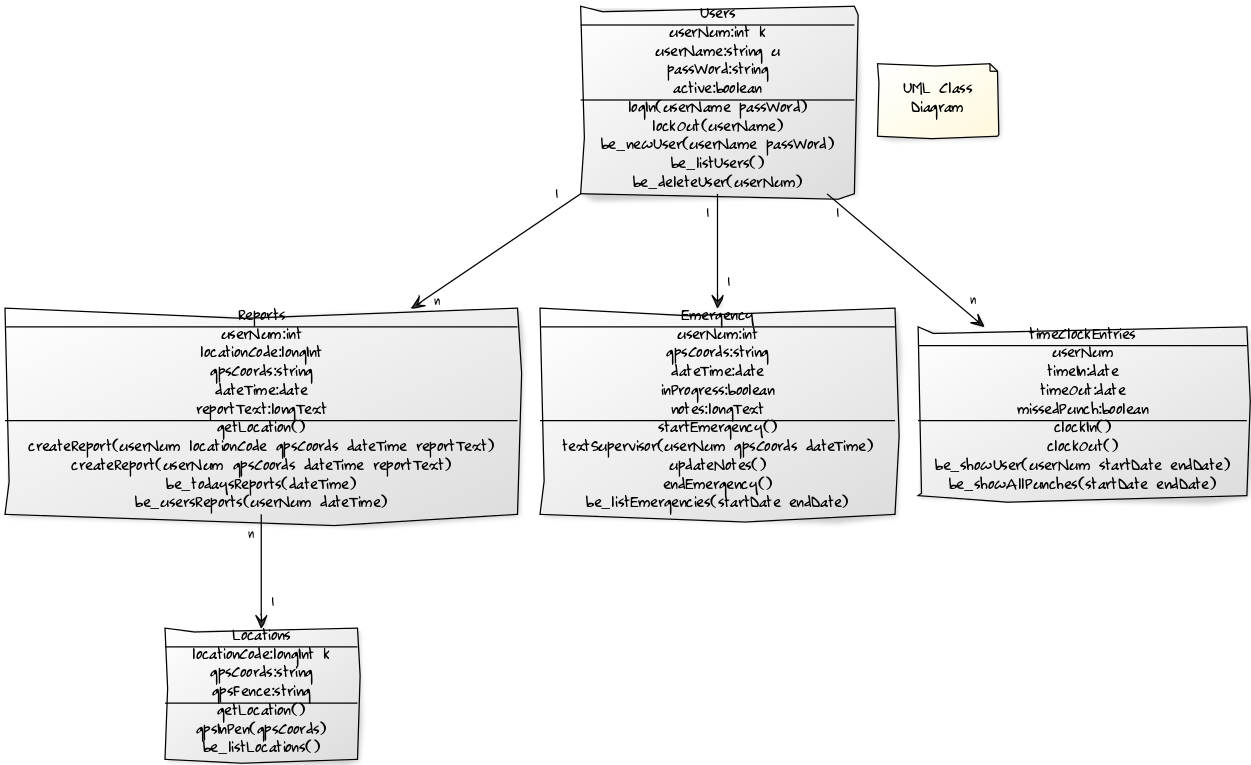 Users
userNum:int k
userName:string u
passWord:string
active:boolean
logIn(userName passWord)
lockOut(userName)
be_newUser(userName passWord)
be_listUsers()
be_deleteUser(userNum)
UML Class
Diagram
1
n
1
1
1
n
Reports
userNum:int
locationCode:longInt
gpsCoords:string
dateTime:date
reportText:longText
getLocation()
createReport(userNum locationCode gpsCoords dateTime reportText)
createReport(userNum gpsCoords dateTime reportText)
be_todaysReports(dateTime)
be_usersReports(userNum dateTime)
Emergency
userNum:int
gpsCoords:string
dateTime:date
inProgress:boolean
notes:longText
startEmergency()
textSupervisor(userNum gpsCoords dateTime)
updateNotes()
endEmergency()
be_listEmergencies(startDate endDate)
timeClockEntries
userNum
timeIn:date
timeOut:date
missedPunch:boolean
clockIn()
clockOut()
be_showUser(userNum startDate endDate)
be_showAllPunches(startDate endDate)
n
1
Locations
locationCode:longInt k
gpsCoords:string
gpsFence:string
getLocation()
gpsInPen(gpsCoords)
be_listLocations()